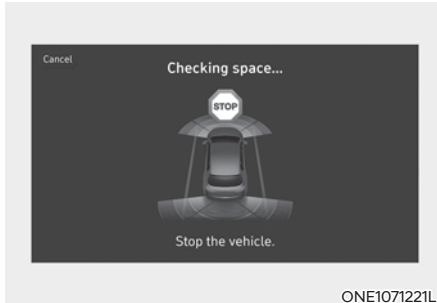 Cancel
Checking space...
STOP
Stop the vehicle.
ONE1071221L